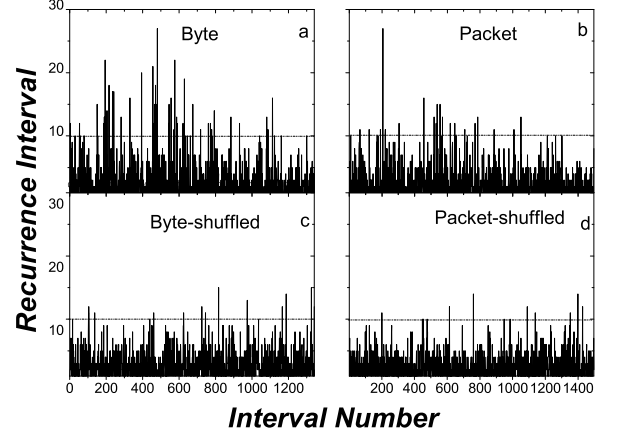 30
Byte
a
Packet
b
20
10
Recurrence Interval
30
Byte-shuffled
c
Packet-shuffled
d
20
10
0 200 400 600 800 1000 1200
200 400 600 800 1000 1200 1400
Interval Number